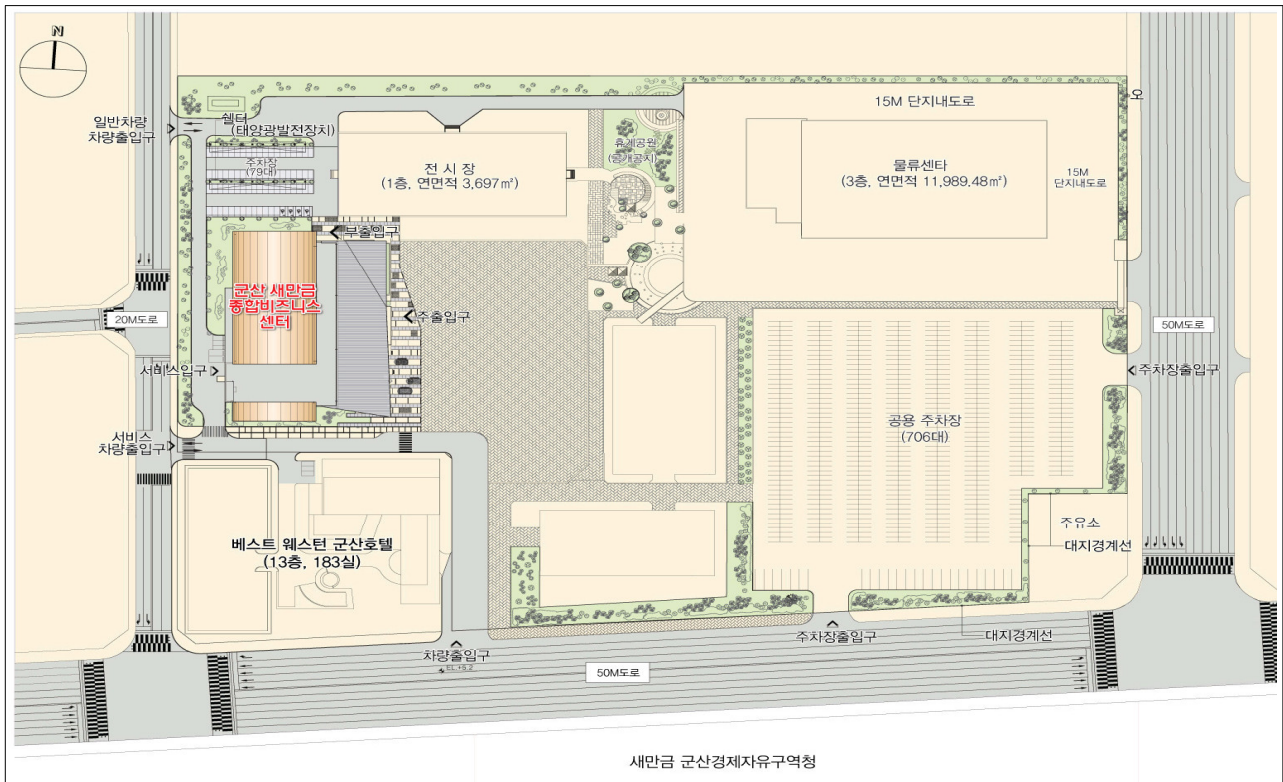 N
일반차량
차량출입구
쉘터
(태양광발전장치)
주차장
(79대)
전 시 장
(1층, 연면적 3,697㎡)
휴게공원
(공개공지)
15M 단지내도로
오
물류센타
(3층, 연면적 11,989.48㎡)
15M
단지내도로
부출입구
군산 새만금
종합비즈니스
센터
주출입구
20M도로
50M도로
서비스입구
주차장출입구
공용 주차장
(706대)
서비스
차량출입구
주유소
대지경계선
베스트 웨스턴 군산호텔
(13층, 183실)
차량출입구
EL.+5.2
주차장출입구
대지경계선
50M도로
새만금 군산경제자유구역청